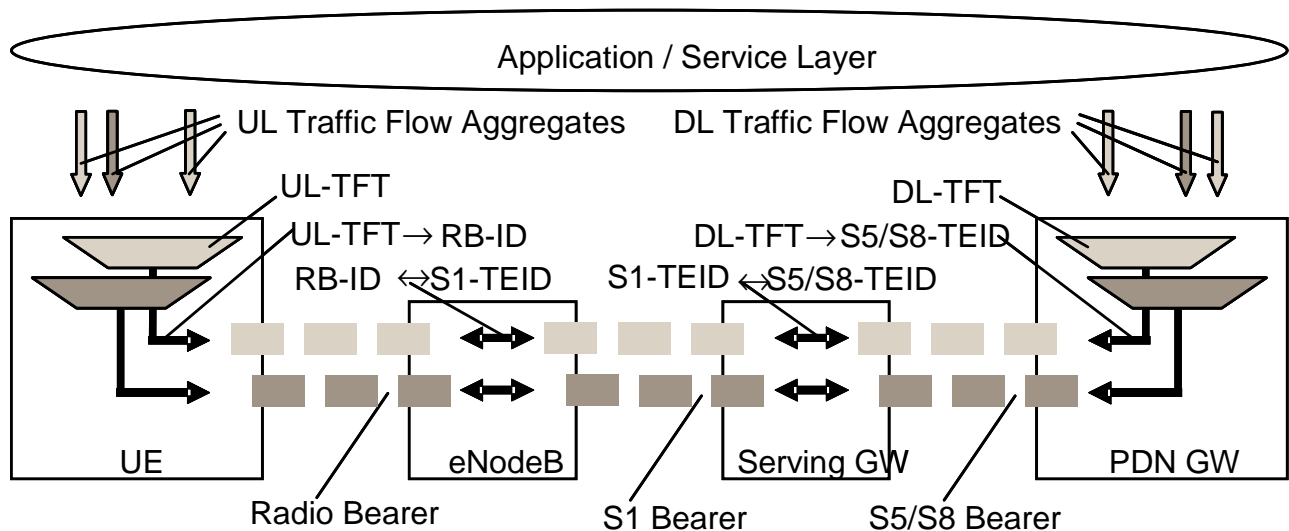 Application / Service Layer
UL Traffic Flow Aggregates
DL Traffic Flow Aggregates
UL-TFT
DL-TFT
UL-TFT → RB-ID
DL-TFT → S5/S8-TEID
RB-ID ↔ S1-TEID
S1-TEID ↔ S5/S8-TEID
UE
eNodeB
Serving GW
PDN GW
Radio Bearer
S1 Bearer
S5/S8 Bearer